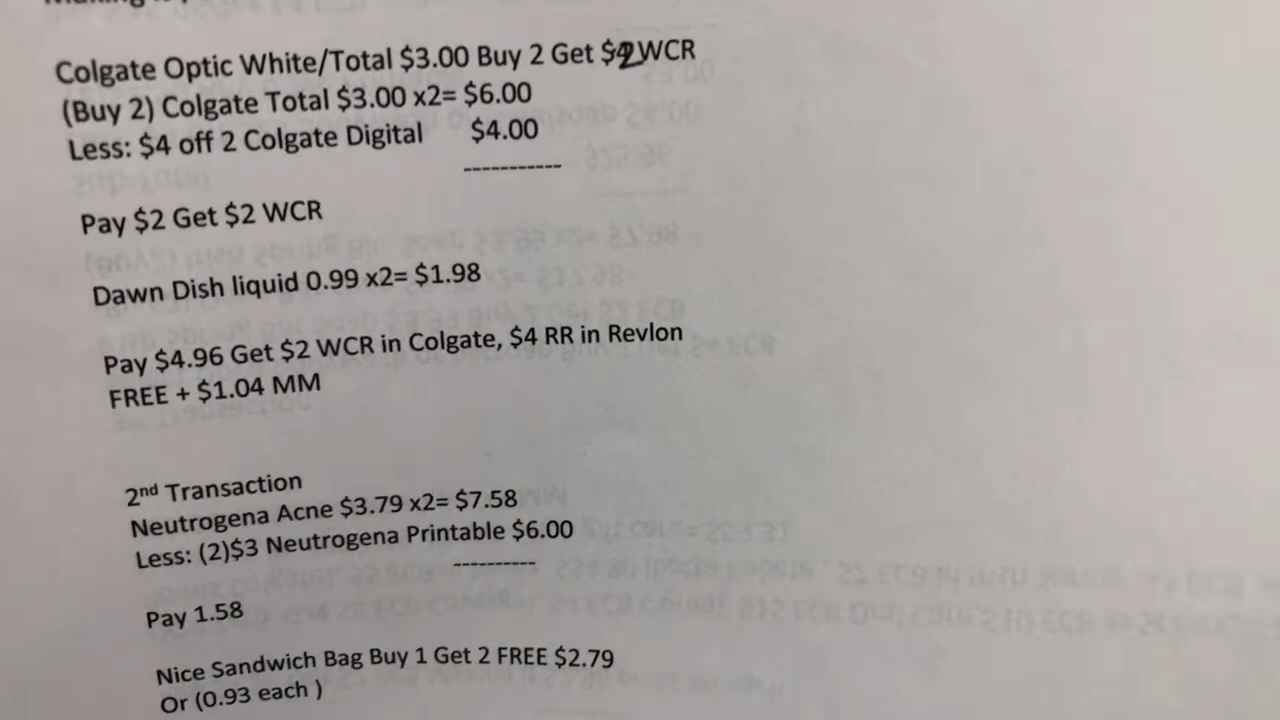 Colgate Optic White/Total $3.00 Buy 2 Get $2 WCR
(Buy 2) Colgate Total $3.00 x2= $6.00
Less: $4 off 2 Colgate Digital $4.00
-----------
Pay $2 Get $2 WCR
Dawn Dish liquid 0.99 x2= $1.98
Pay $4.96 Get $2 WCR in Colgate, $4 RR in Revlon
FREE + $1.04 MM
2nd Transaction
Neutrogena Acne $3.79 x2= $7.58
Less: (2)$3 Neutrogena Printable $6.00
----------
Pay 1.58
Nice Sandwich Bag Buy 1 Get 2 FREE $2.79
Or (0.93 each )